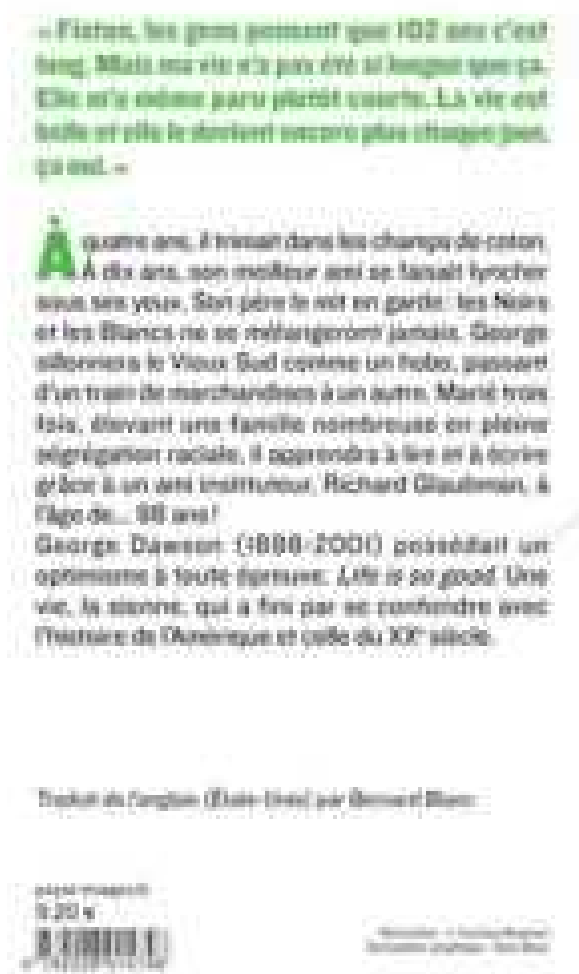 « Fiston, les gens pensent que 102 ans c'est
long. Mais ma vie n'a pas été si longue que ça.
Elle m'a même paru plutôt courte. La vie est
belle et elle le devient encore plus chaque jour,
ça oui. »
À quatre ans, il trimait dans les champs de coton.
À dix ans, son meilleur ami se faisait lyncher
sous ses yeux. Son père le mit en garde: les Noirs
et les Blancs ne se mélangeront jamais. George
sillonnera le Vieux Sud comme un hobo, passant
d'un train de marchandises à un autre. Marié trois
fois, élevant une famille nombreuse en pleine
ségrégation raciale, il apprendra à lire et à écrire
grâce à un ami instituteur, Richard Glaubman, à
l'âge de... 98 ans!
George Dawson (1898-2001) possédait un
optimisme à toute épreuve: Life is so good. Une
vie, la sienne, qui a fini par se confondre avec
l'histoire de l'Amérique et celle du XXe siècle.
Traduit de l'anglais (États-Unis) par Bernard Blanc
9.20 €